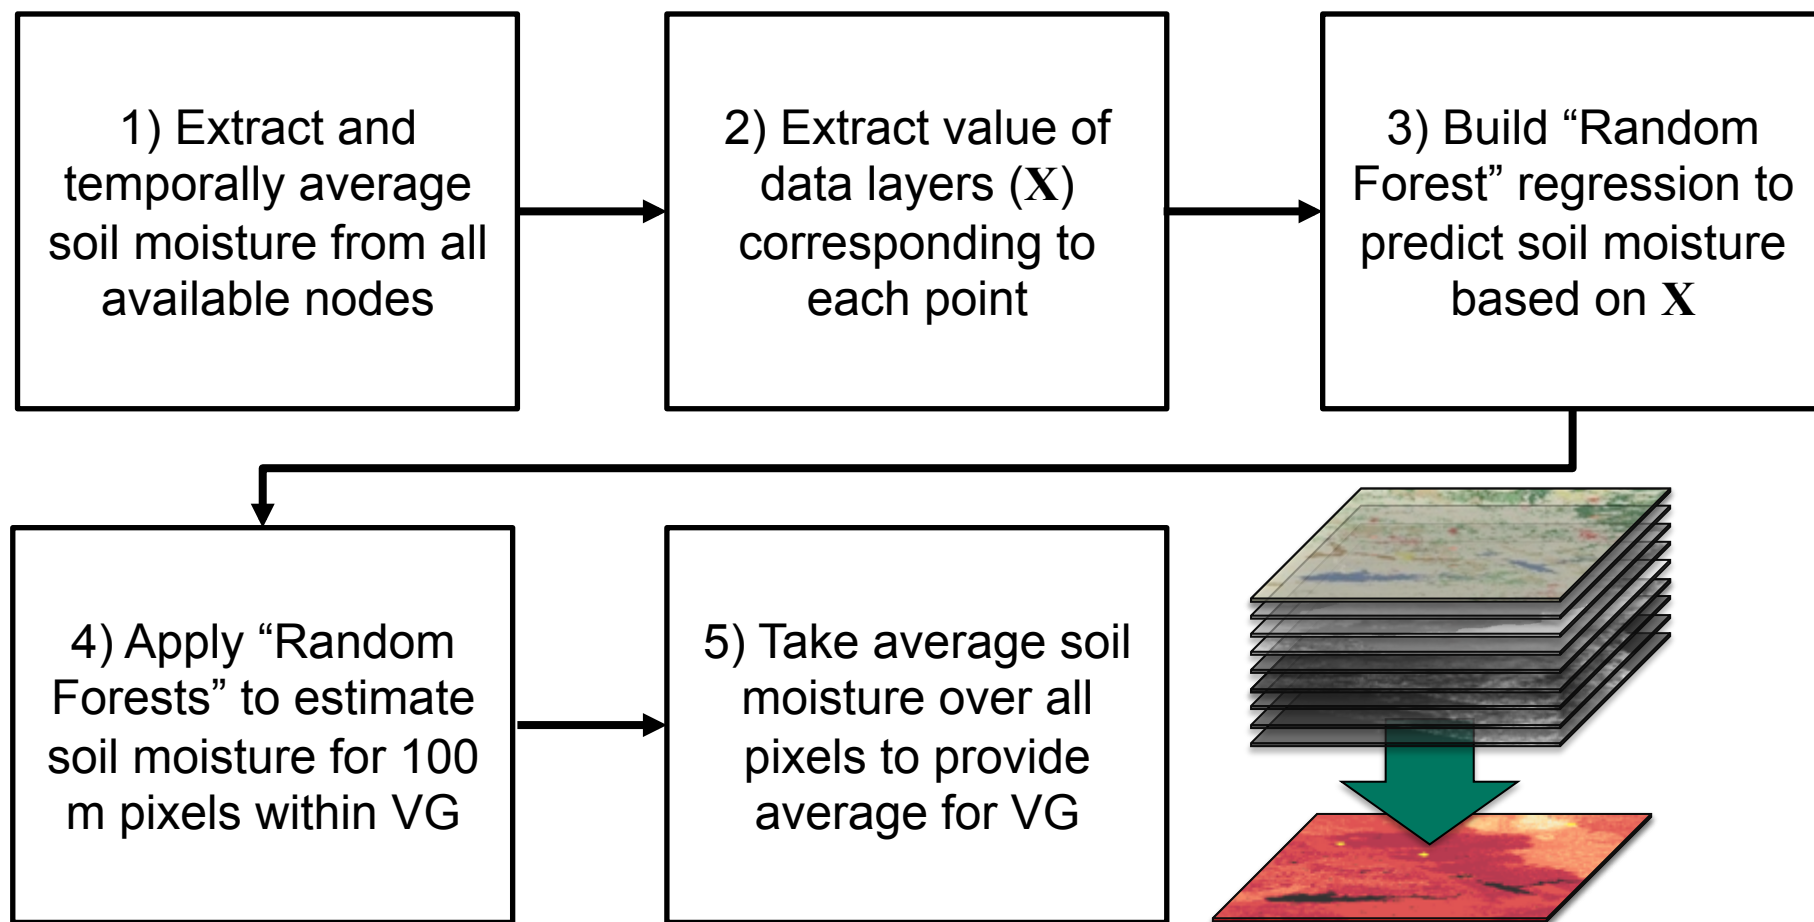 1) Extract and
temporally average
soil moisture from all
available nodes
2) Extract value of
data layers (X)
corresponding to
each point
3) Build “Random
Forest” regression to
predict soil moisture
based on X
4) Apply “Random
Forests” to estimate
soil moisture for 100
m pixels within VG
5) Take average soil
moisture over all
pixels to provide
average for VG